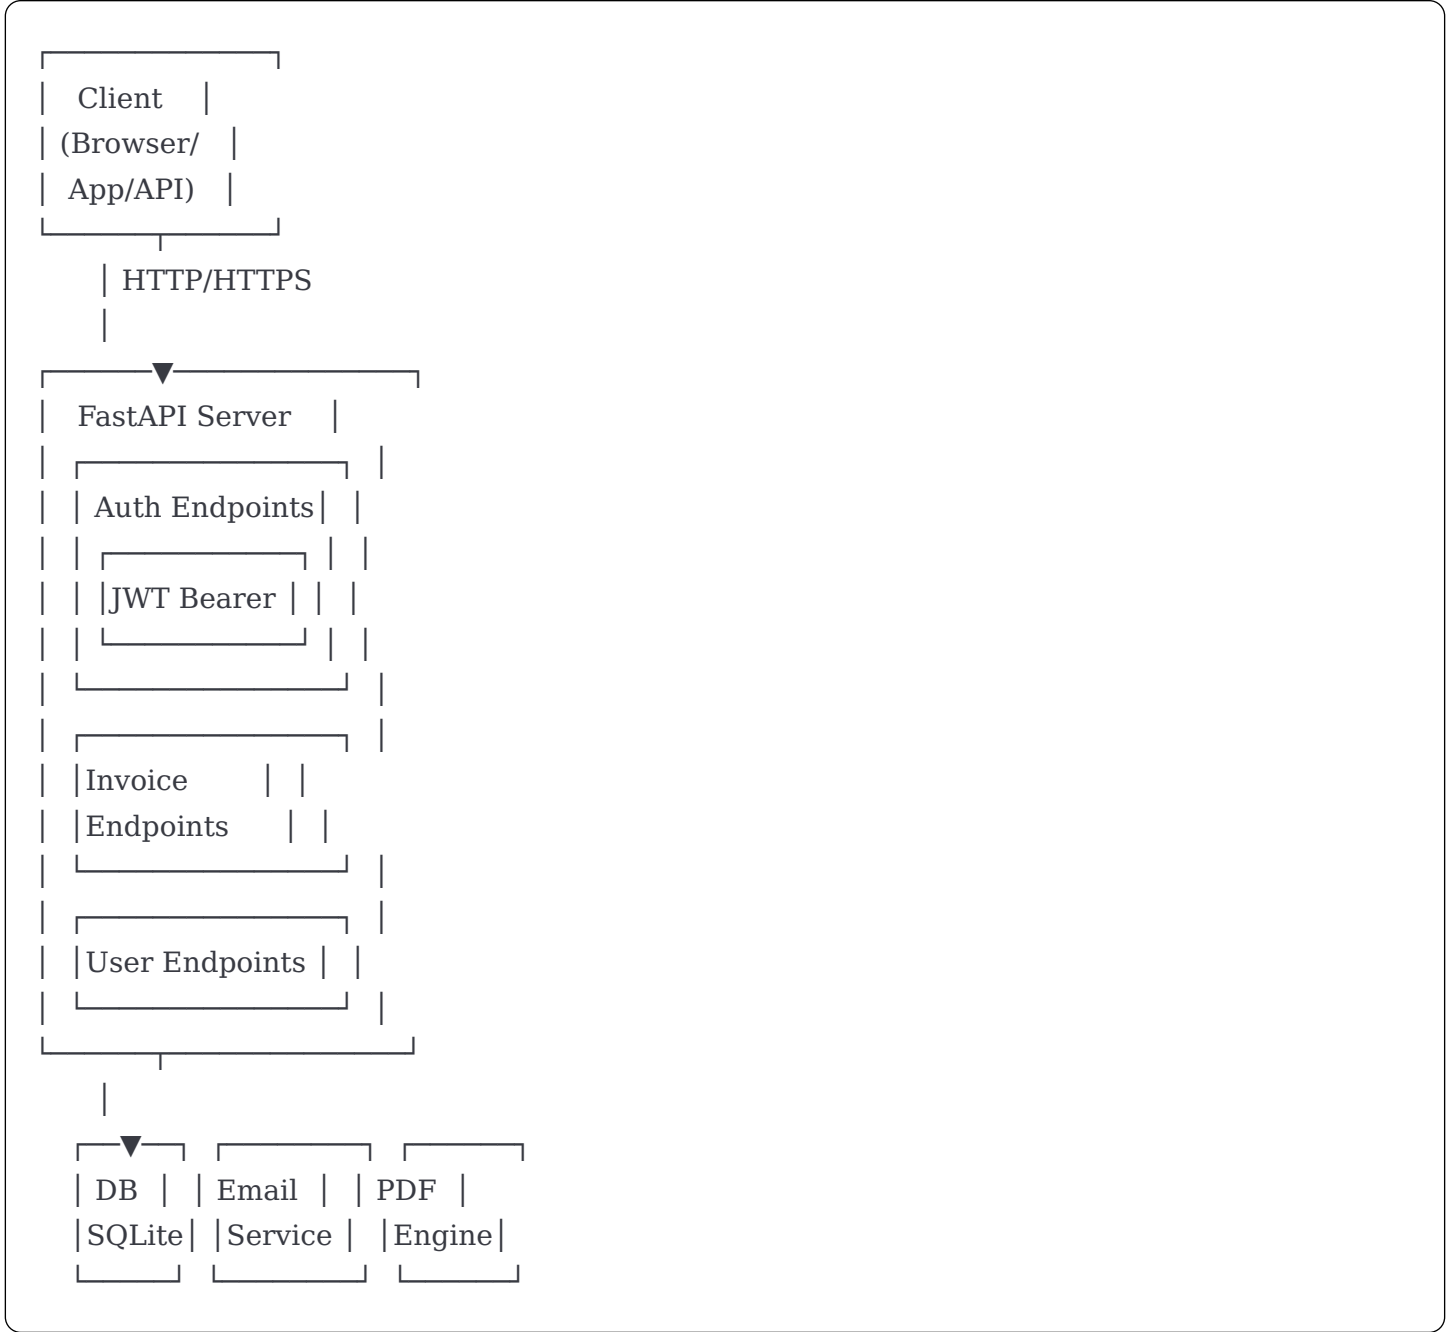 Client
(Browser/
App/API)
HTTP/HTTPS
FastAPI Server
Auth Endpoints
JWT Bearer
Invoice
Endpoints
User Endpoints
DB Email PDF
SQLite Service Engine